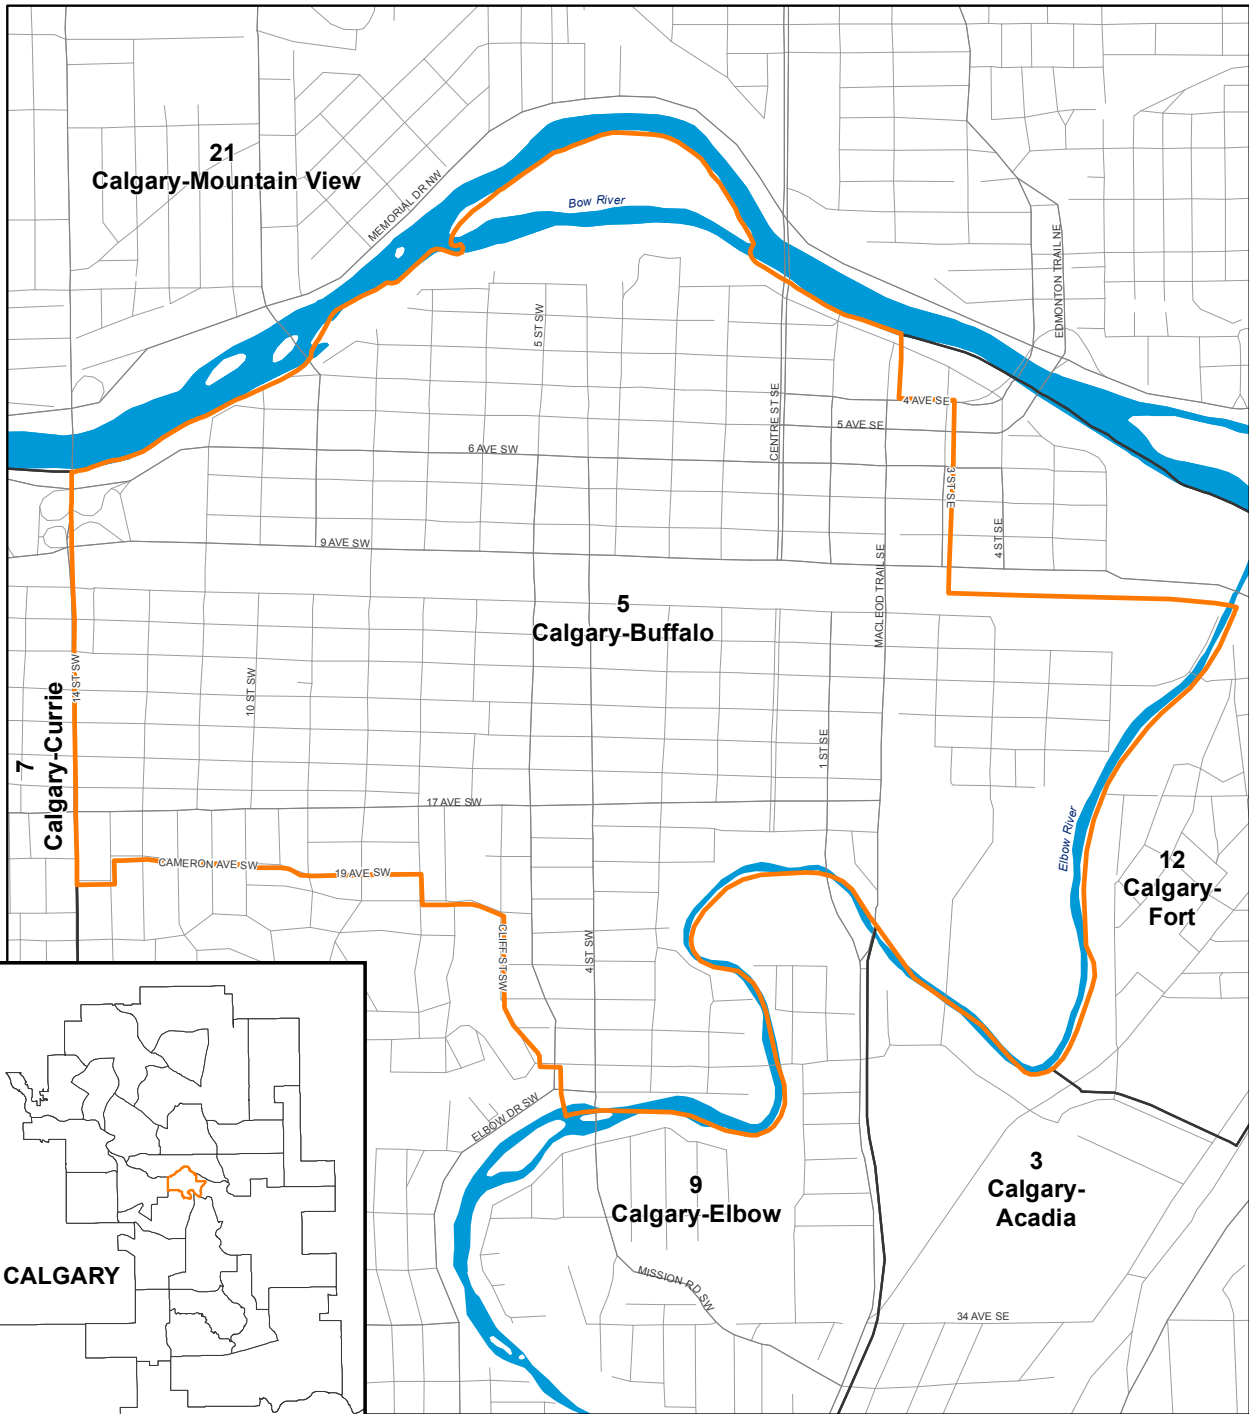 21
Calgary-Mountain View
MEMORIAL DR NW
Bow River
EDMONTON TRAIL NE
5 ST SW
CENTRE ST SE
4 AVE SE
5 AVE SE
6 AVE SW
3 ST SE
4 ST SE
9 AVE SW
MACLEOD TRAIL SE
5
Calgary-Buffalo
14 ST SW
10 ST SW
7
Calgary-Currie
1 ST SE
17 AVE SW
Elbow River
CAMERON AVE SW
19 AVE SW
12
Calgary-
Fort
CLIFF ST SW
4 ST SW
ELBOW DR SW
9
Calgary-Elbow
3
Calgary-
Acadia
MISSION RD SW
34 AVE SE
CALGARY